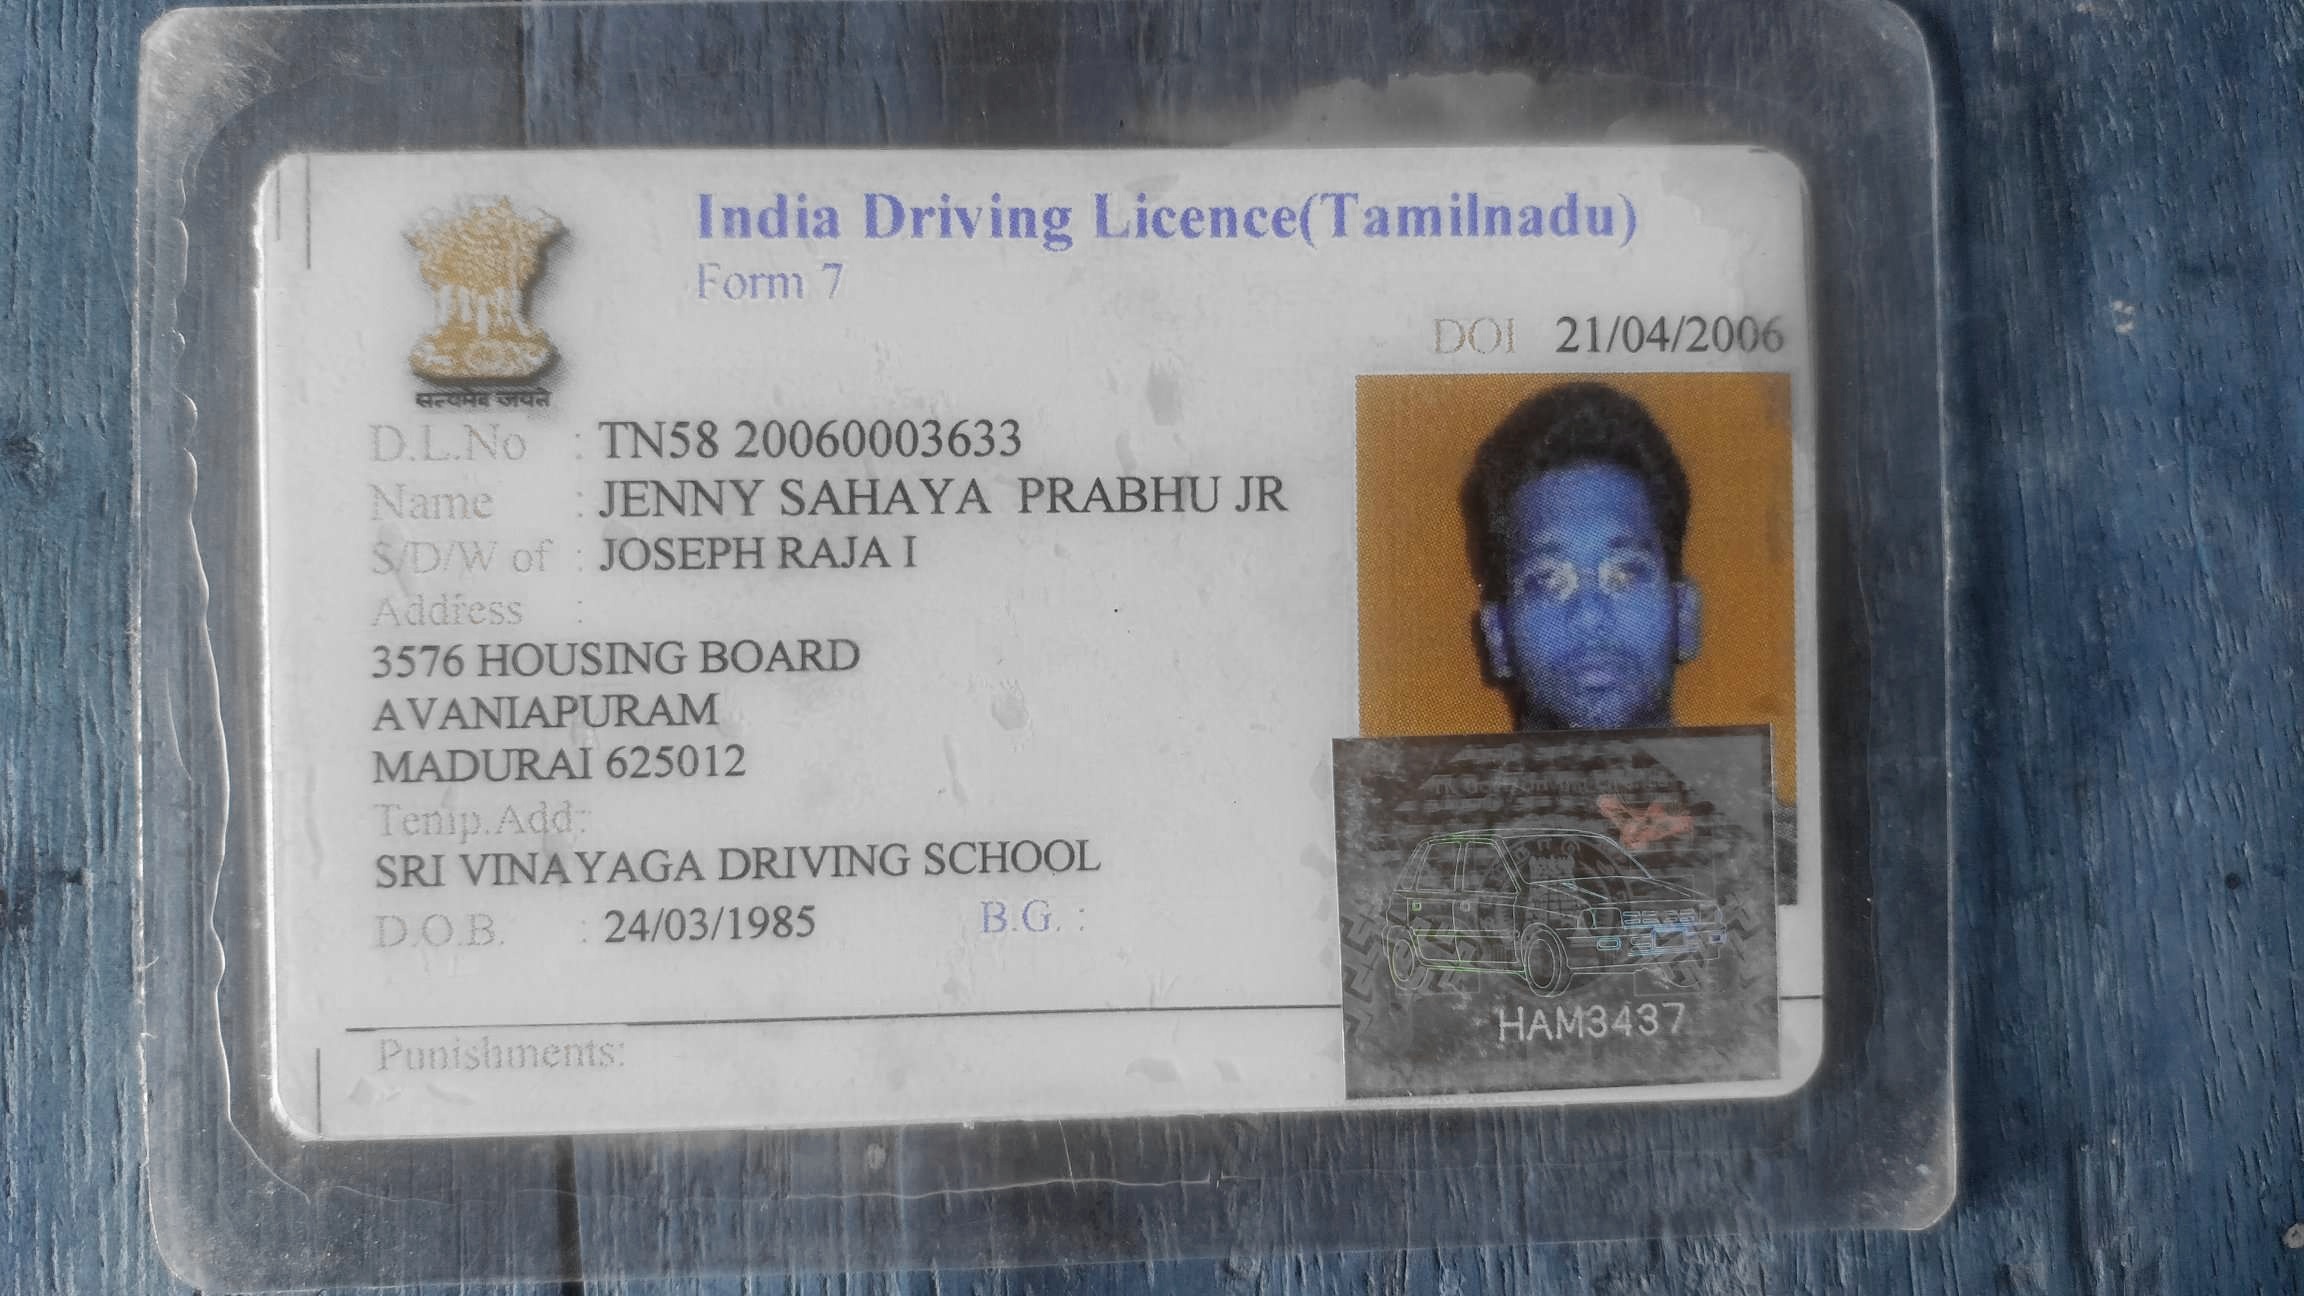 India Driving Licence(Tamilnadu)
Form 7
DOI 21/04/2006
सत्यमेव जयते
D.L.No : TN58 20060003633
Name : JENNY SAHAYA PRABHU JR
S/D/W of : JOSEPH RAJA I
Address :
3576 HOUSING BOARD
AVANIAPURAM
MADURAI 625012
Temp.Add:
SRI VINAYAGA DRIVING SCHOOL
D.O.B. : 24/03/1985 B.G. :
HAM3437
Punishments: